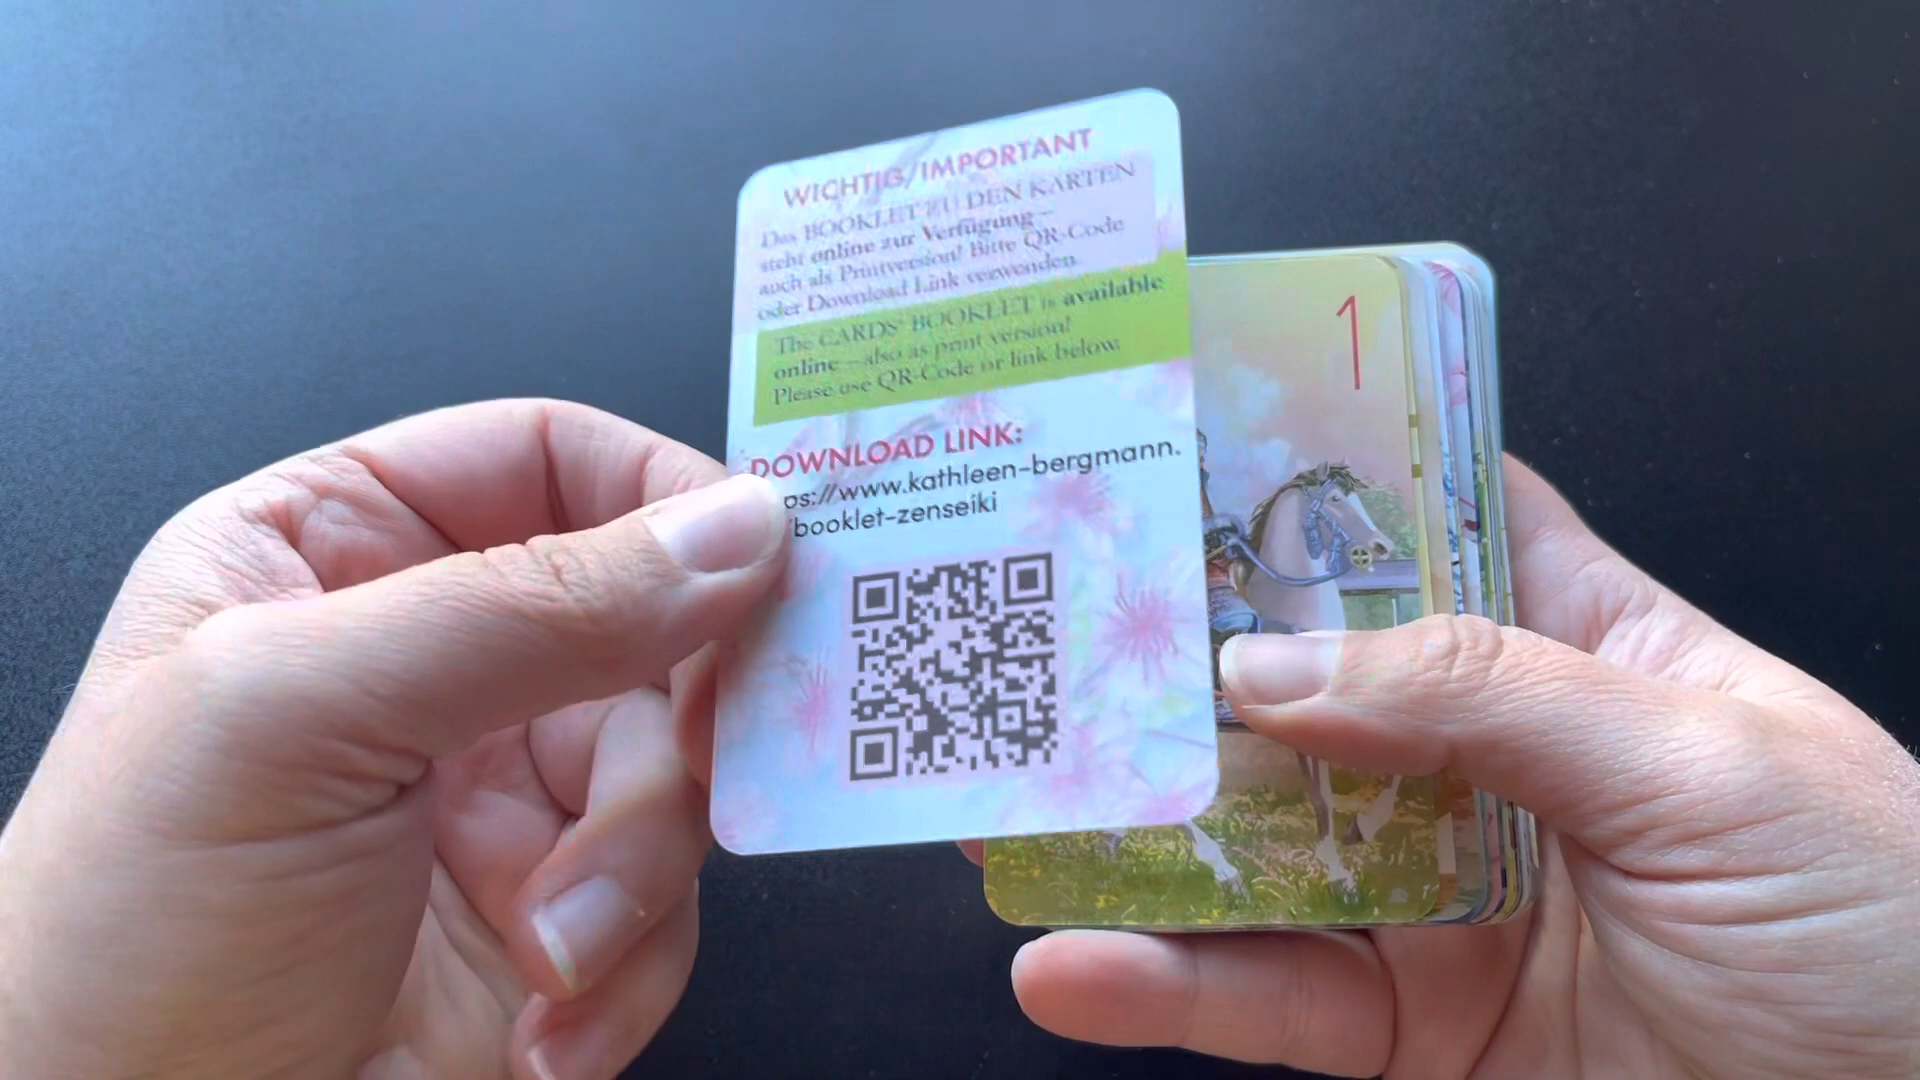 WICHTIG/IMPORTANT
Das BOOKLET ZU DEN KARTEN
steht online zur Verfügung –
auch als Printversion! Bitte QR-Code
oder Download Link verwenden
The CARDS' BOOKLET is available
online – also as print version!
Please use QR-Code or link below.
DOWNLOAD LINK:
ps://www.kathleen-bergmann.
/booklet-zenseiki
1